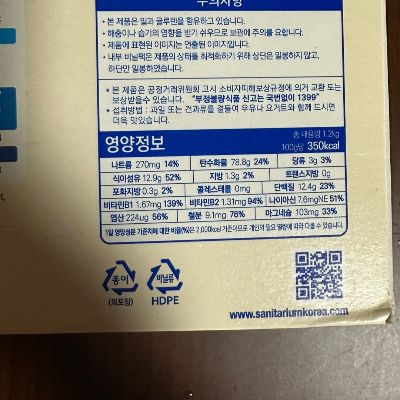 주의사항
• 본 제품은 밀과 글루텐을 함유하고 있습니다.
• 해충이나 습기의 영향을 받기 쉬우므로 보관에 주의를 요합니다.
• 제품에 표현된 이미지는 연출된 이미지입니다.
• 내부 비닐팩은 제품의 상태를 최적화하기 위해 상단은 밀봉하지 않고,
하단만 밀봉하였습니다.
• 본 제품은 공정거래위원회 고시 소비자피해보상규정에 의거 교환 또는
보상받을수 있습니다. "부정불량식품 신고는 국번없이 1399"
• 섭취방법 : 과일 또는 견과류를 곁들여 우유나 요거트와 함께 드시면
더욱 맛있습니다.
영양정보
총 내용량 1.2kg
100g당 350kcal
나트륨 270mg 14% 탄수화물 78.8g 24% 당류 3g 3%
식이섬유 12.9g 52% 지방 1.3g 2% 트랜스지방 0g
포화지방 0.3g 2% 콜레스테롤 0mg 단백질 12.4g 23%
비타민B1 1.67mg 139% 비타민B2 1.31mg 94% 나이아신 7.6mgNE 51%
엽산 224μg 56% 철분 9.1mg 76% 마그네슘 103mg 33%
1일 영양성분 기준치에 대한 비율(%)은 2,000kcal 기준이므로 개인의 필요 열량에 따라 다를 수 있습니다.
종이
(외포장)
비닐류
HDPE
www.sanitariumkorea.com